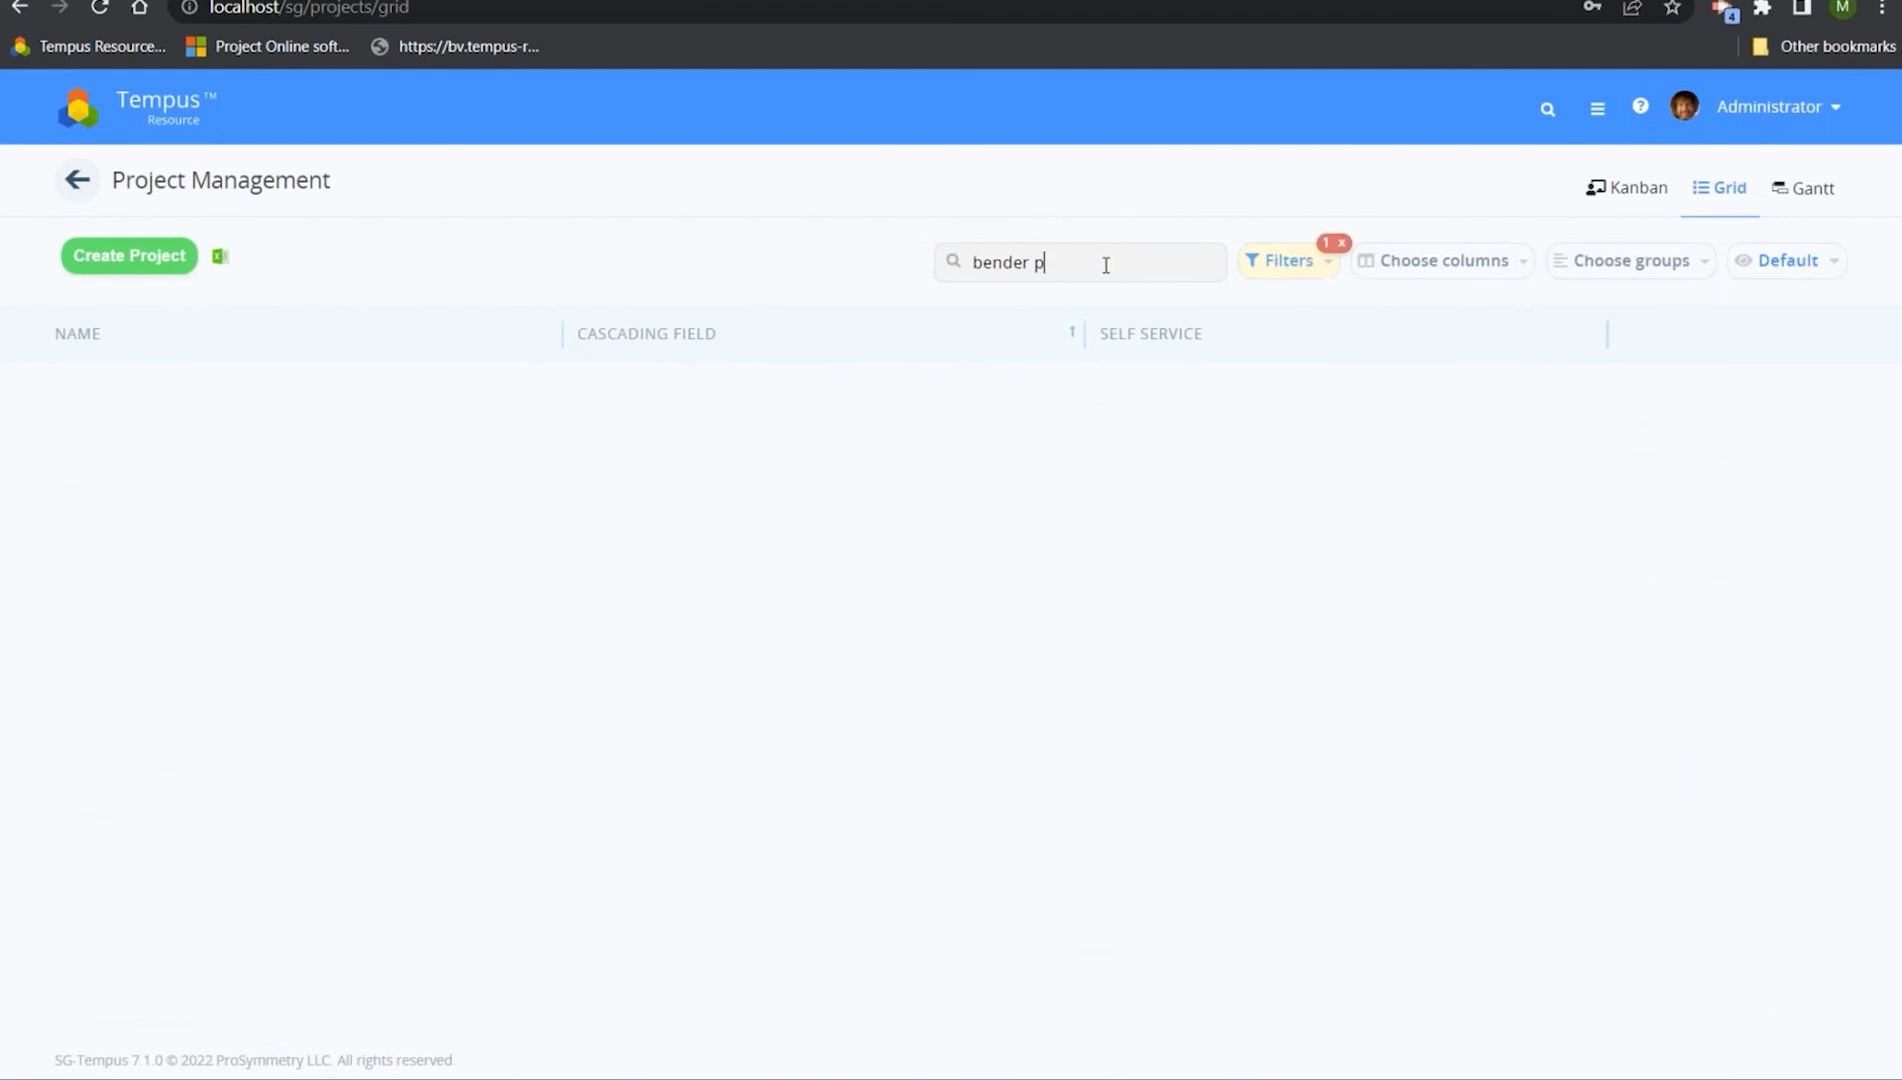 localhost/sg/projects/grid
4
M
Tempus Resource...
Project Online soft...
https://bv.tempus-r...
Other bookmarks
Tempus™
Resource
Administrator
Project Management
Kanban
Grid
Gantt
Create Project
bender p
Filters
1 x
Choose columns
Choose groups
Default
NAME
CASCADING FIELD
SELF SERVICE
SG-Tempus 7.1.0 © 2022 ProSymmetry LLC. All rights reserved.